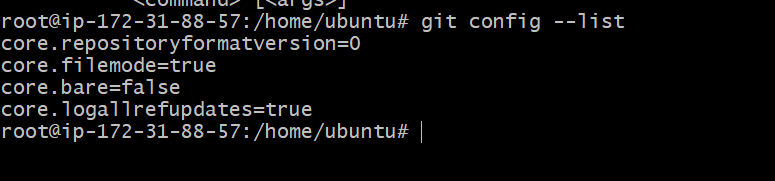 <command> [<args>]
root@ip-172-31-88-57:/home/ubuntu# git config --list
core.repositoryformatversion=0
core.filemode=true
core.bare=false
core.logallrefupdates=true
root@ip-172-31-88-57:/home/ubuntu#